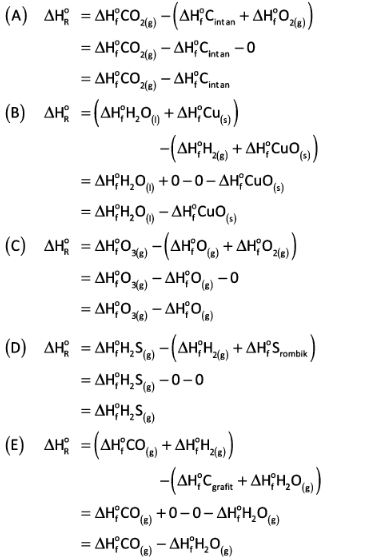 (A) ΔH°R = ΔH°fCO2(g) − (ΔH°fCintan + ΔH°fO2(g))
= ΔH°fCO2(g) − ΔH°fCintan − 0
= ΔH°fCO2(g) − ΔH°fCintan
(B) ΔH°R = (ΔH°fH2O(l) + ΔH°fCu(s))
−(ΔH°fH2(g) + ΔH°fCuO(s))
= ΔH°fH2O(l) + 0 − 0 − ΔH°fCuO(s)
= ΔH°fH2O(l) − ΔH°fCuO(s)
(C) ΔH°R = ΔH°fO3(g) − (ΔH°fO(g) + ΔH°fO2(g))
= ΔH°fO3(g) − ΔH°fO(g) − 0
= ΔH°fO3(g) − ΔH°fO(g)
(D) ΔH°R = ΔH°fH2S(g) − (ΔH°fH2(g) + ΔH°fSrombik)
= ΔH°fH2S(g) − 0 − 0
= ΔH°fH2S(g)
(E) ΔH°R = (ΔH°fCO(g) + ΔH°fH2(g))
−(ΔH°fCgrafit + ΔH°fH2O(g))
= ΔH°fCO(g) + 0 − 0 − ΔH°fH2O(g)
= ΔH°fCO(g) − ΔH°fH2O(g)